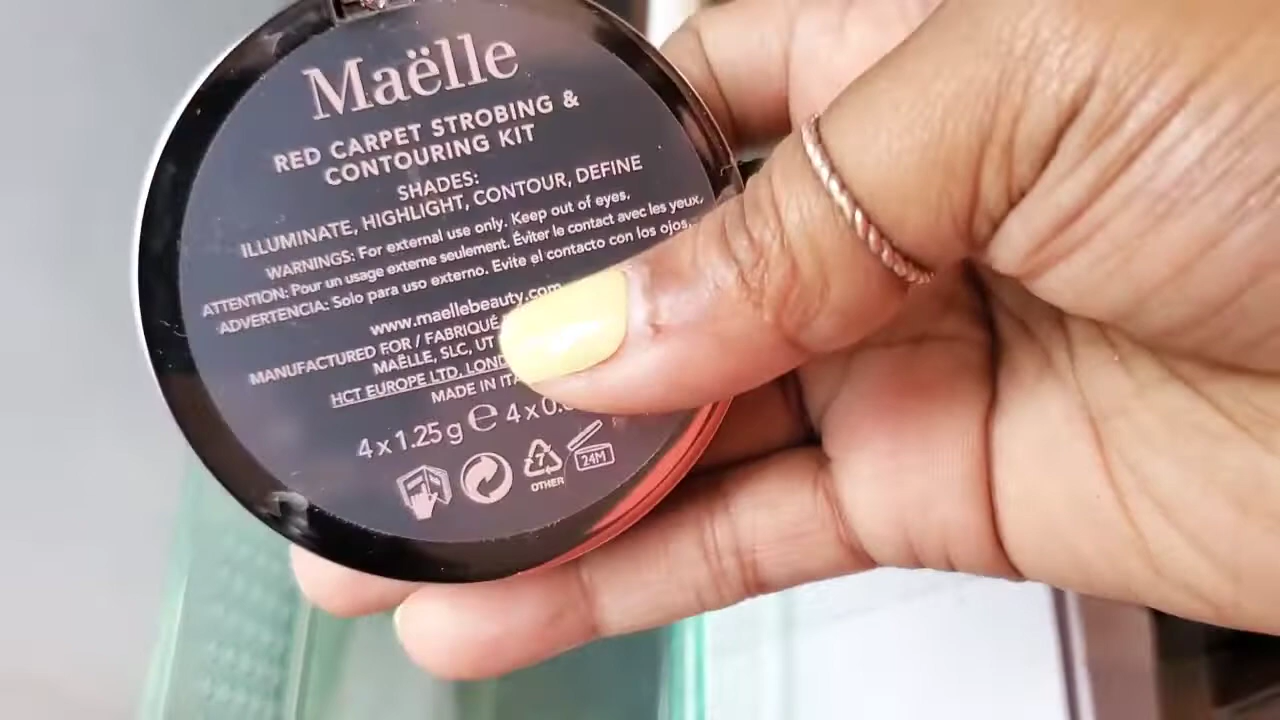 Maëlle
RED CARPET STROBING &
CONTOURING KIT
SHADES:
ILLUMINATE, HIGHLIGHT, CONTOUR, DEFINE
WARNINGS: For external use only. Keep out of eyes.
ATTENTION: Pour un usage externe seulement. Éviter le contact avec les yeux.
ADVERTENCIA: Solo para uso externo. Evite el contacto con los ojos.
www.maellebeauty.com
MANUFACTURED FOR / FABRIQUÉ
MAËLLE, SLC, UT
HCT EUROPE LTD,
MADE IN
4 x 1.25 g e 4 x
7
OTHER
24M